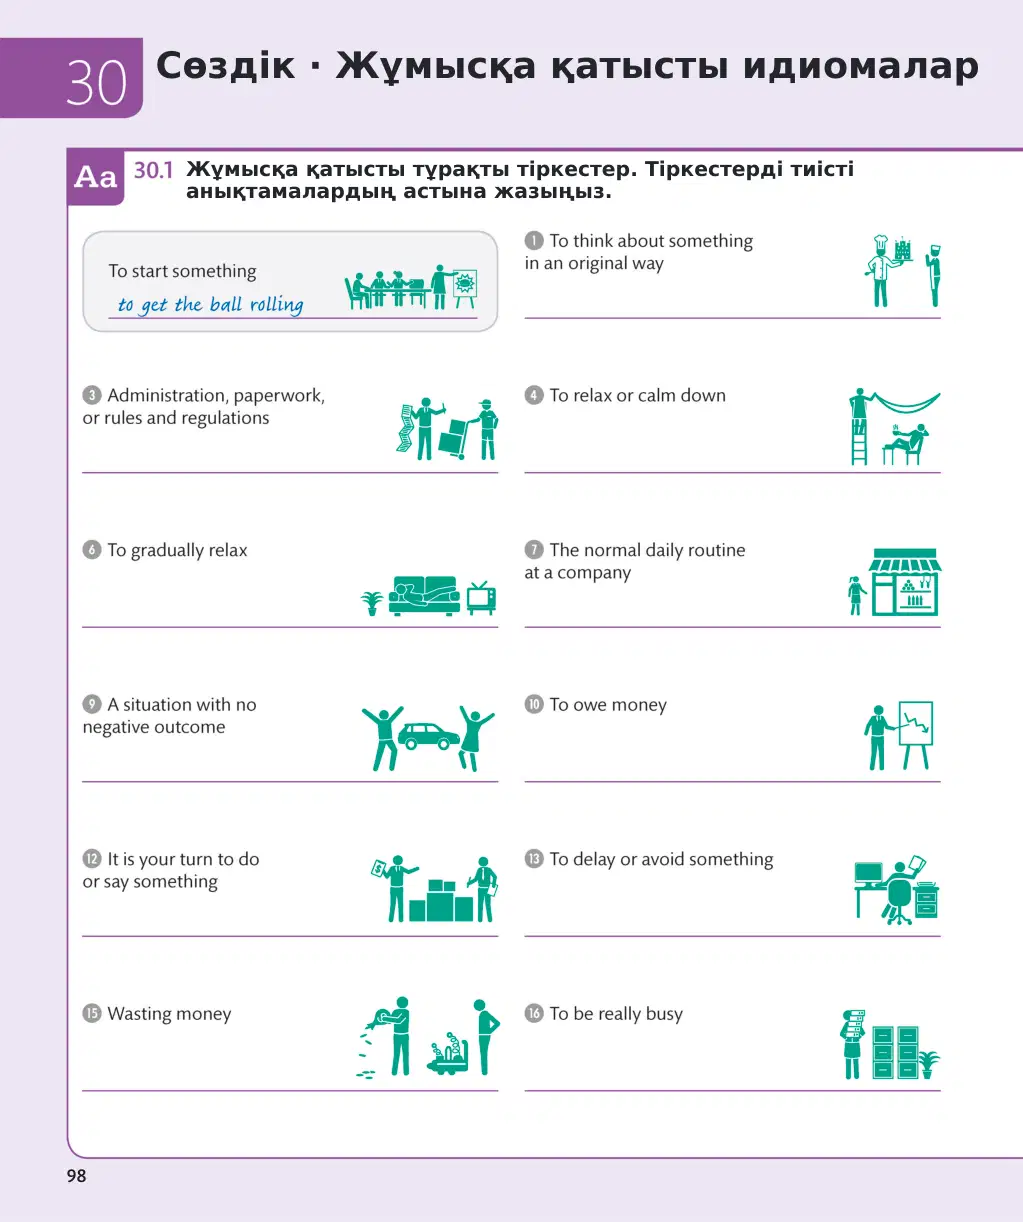 30
Сөздік · Жұмысқа қатысты идиомалар
Aa
30.1 Жұмысқа қатысты тұрақты тіркестер. Тіркестерді тиісті
анықтамалардың астына жазыңыз.
To start something
to get the ball rolling
1 To think about something
in an original way
3 Administration, paperwork,
or rules and regulations
4 To relax or calm down
6 To gradually relax
7 The normal daily routine
at a company
9 A situation with no
negative outcome
10 To owe money
12 It is your turn to do
or say something
13 To delay or avoid something
15 Wasting money
16 To be really busy
98